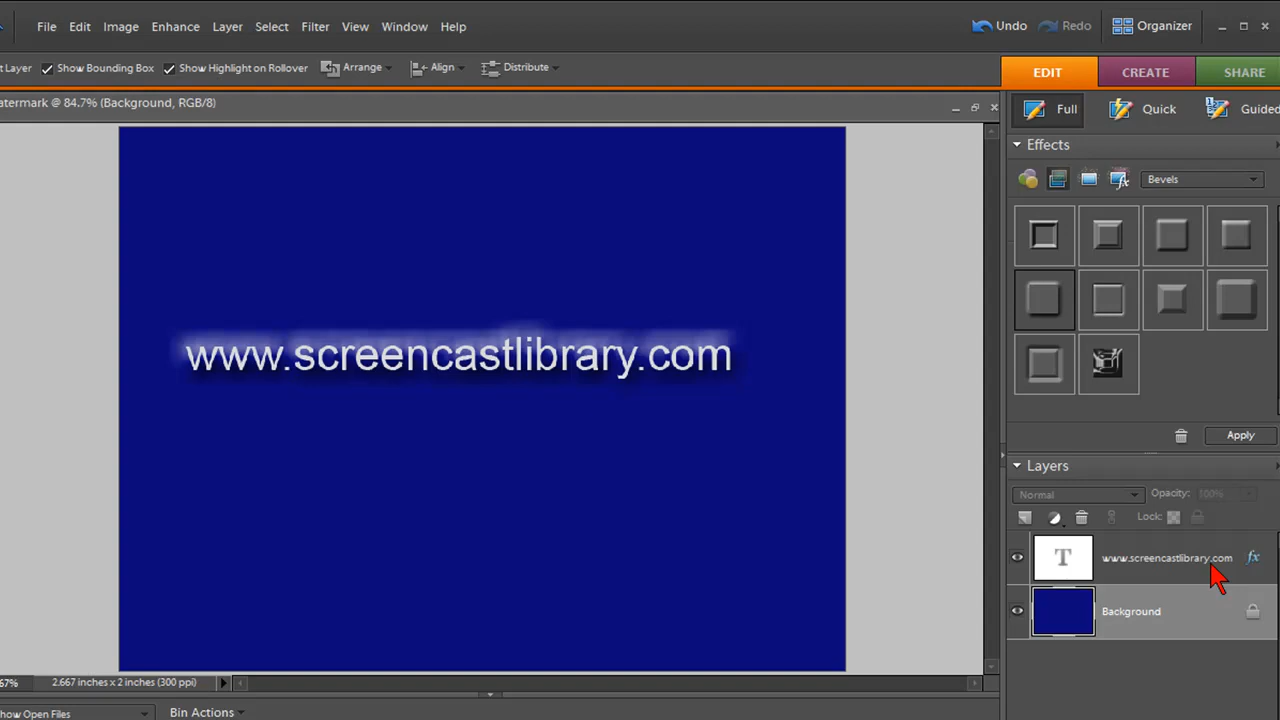 File Edit Image Enhance Layer Select Filter View Window Help Undo Redo Organizer
t Layer Show Bounding Box Show Highlight on Rollover Arrange Align Distribute EDIT CREATE SHARE
atermark @ 84.7% (Background, RGB/8)
Full Quick Guided
Effects
Bevels
www.screencastlibrary.com
Apply
Layers
Normal Opacity: 100%
Lock:
T www.screencastlibrary.com fx
Background
67% 2.667 inches x 2 inches (300 ppi)
how Open Files Bin Actions